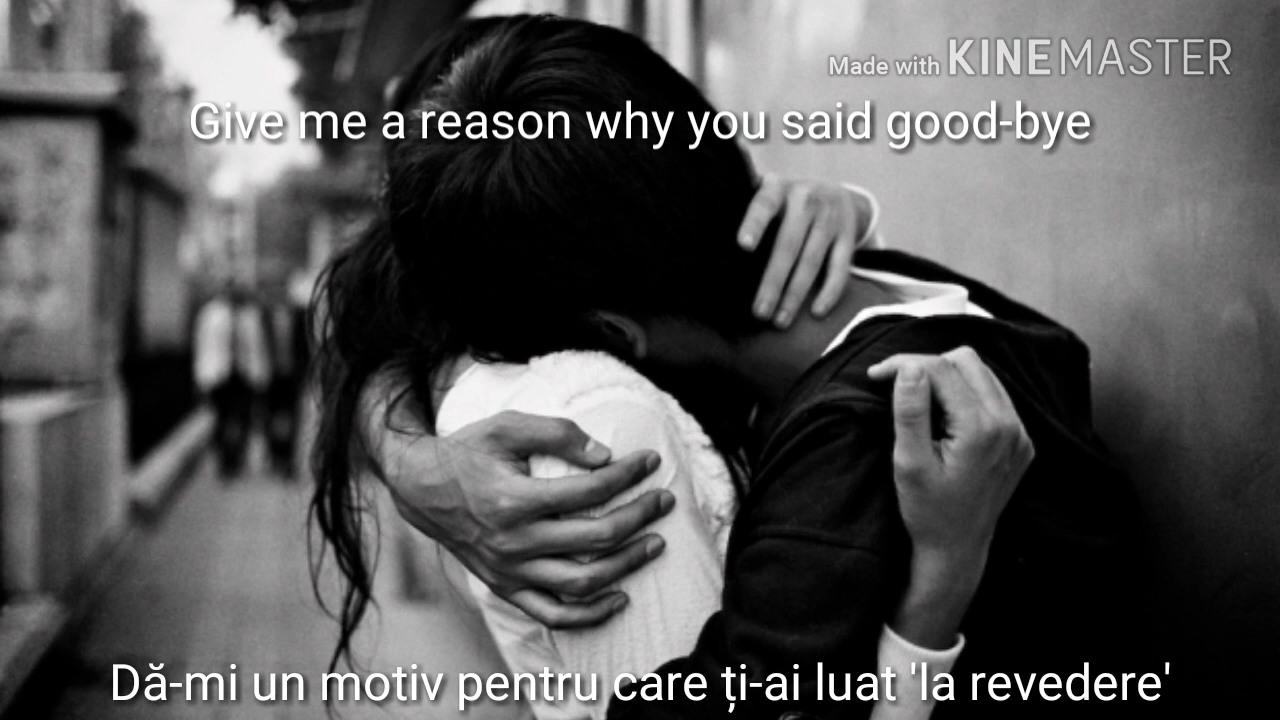 Made with KINEMASTER
Give me a reason why you said good-bye
Dă-mi un motiv pentru care ți-ai luat 'la revedere'